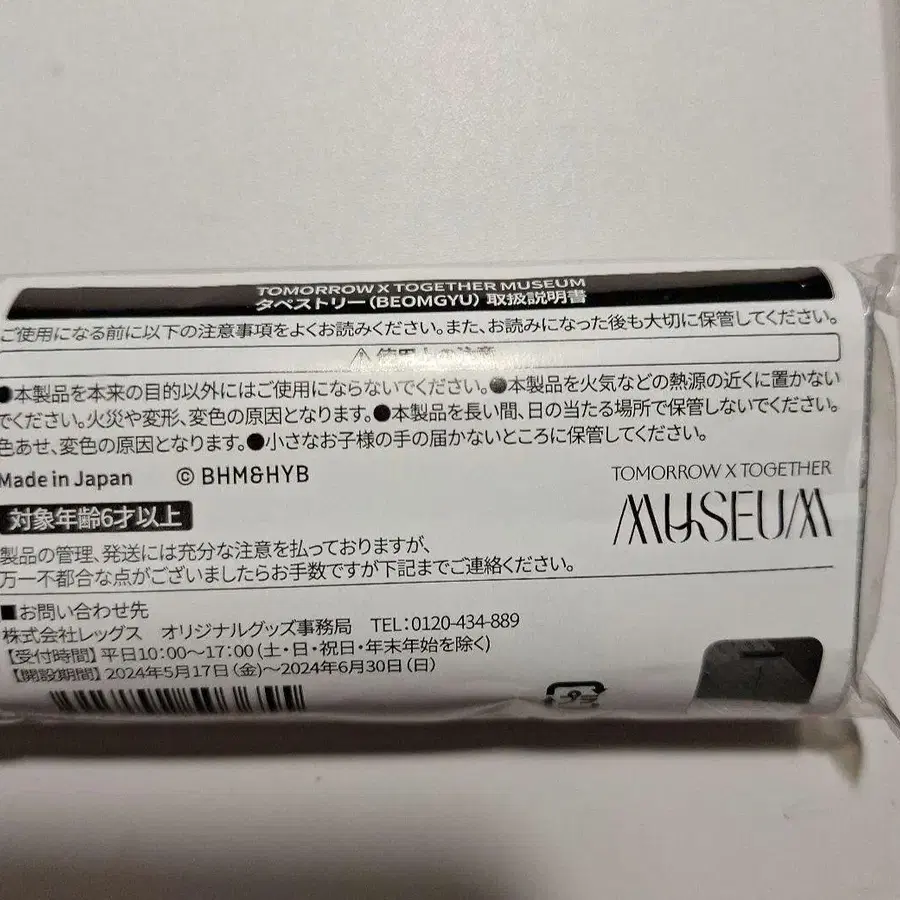 TOMORROW X TOGETHER MUSEUM
タペストリー(BEOMGYU) 取扱説明書
ご使用になる前に以下の注意事項をよくお読みください。また、お読みになった後も大切に保管してください。
⚠使用上の注意
●本製品を本来の目的以外にはご使用にならないでください。●本製品を火気などの熱源の近くに置かない
でください。火災や変形、変色の原因となります。●本製品を長い間、日の当たる場所で保管しないでください。
色あせ、変色の原因となります。●小さなお子様の手の届かないところに保管してください。
Made in Japan © BHM&HYB
TOMORROW X TOGETHER
MUSEUM
対象年齢6才以上
製品の管理、発送には充分な注意を払っておりますが、
万一不都合な点がございましたらお手数ですが下記までご連絡ください。
■お問い合わせ先
株式会社レッグス オリジナルグッズ事務局 TEL:0120-434-889
【受付時間】平日10:00〜17:00(土・日・祝日・年末年始を除く)
【開設期間】2024年5月17日(金)〜2024年6月30日(日)
プラ